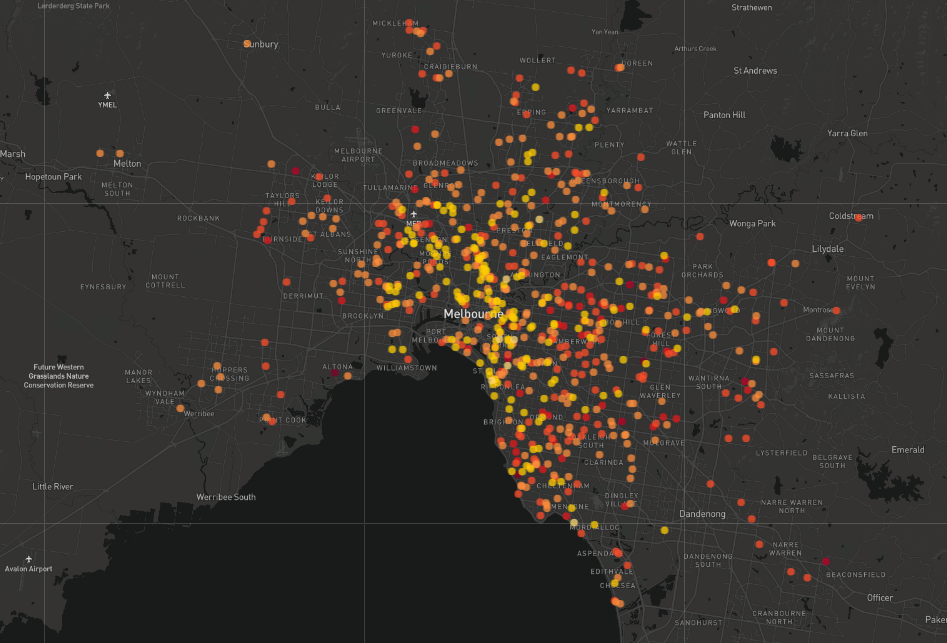 Lerderderg State Park
Strathewen
MICKLEHAM
Yan Yean
Sunbury
Arthurs Creek
YUROKE
WOLLERT
DOREEN
CRAIGIEBURN
St Andrews
YMEL
BULLA
GREENVALE
EPPING
YARRAMBAT
Panton Hill
Yarra Glen
PLENTY
WATTLE
GLEN
Marsh
MELBOURNE
AIRPORT
Melton
BROADMEADOWS
Hopetoun Park
KEILOR
LODGE
MELTON
SOUTH
TULLAMARINE
TAYLORS
HILL
KEILOR
DOWNS
MONTMORENCY
ROCKBANK
Coldstream
Wonga Park
PRESTON
ST ALBANS
BURNSIDE
Lilydale
SUNSHINE
NORTH
EAGLEMONT
PARK
ORCHARDS
MOUNT
COTTRELL
MOUNT
EVELYN
EYNESBURY
DERRIMUT
Melbourne
BROOKLYN
Montrose
PORT
MELBO
MOUNT
DANDENONG
WILLIAMSTOWN
ALTONA
Future Western
Grasslands Nature
Conservation Reserve
MANOR
LAKES
HOPPERS
CROSSING
WANTIRNA
SOUTH
SASSAFRAS
GLEN
WAVERLEY
WYNDHAM
VALE
KALLISTA
Werribee
POINT COOK
BRIGHTON
SOUTH
MULGRAVE
Emerald
LYSTERFIELD
BELGRAVE
SOUTH
CLARINDA
Little River
CHELTENHAM
Werribee South
DINGLEY
VILLAGE
NARRE WARREN
NORTH
Dandenong
MORDIALLOC
NARRE
WARREN
ASPENDALE
DANDENONG
SOUTH
Avalon Airport
EDITHVALE
BEACONSFIELD
CHELSEA
Officer
CRANBOURNE
NORTH
SANDHURST
Paker